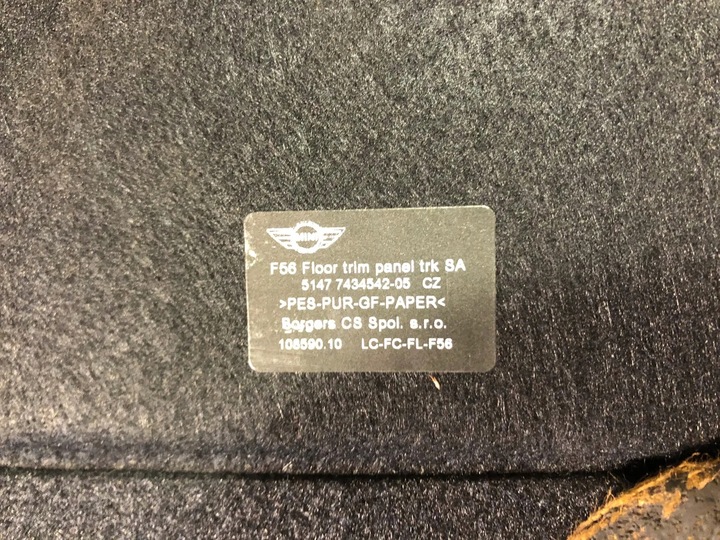 MINI
F56 Floor trim panel trk SA
5147 7434542-05 CZ
>PES-PUR-GF-PAPER<
Borgers CS Spol. s.r.o.
108590.10 LC-FC-FL-F56